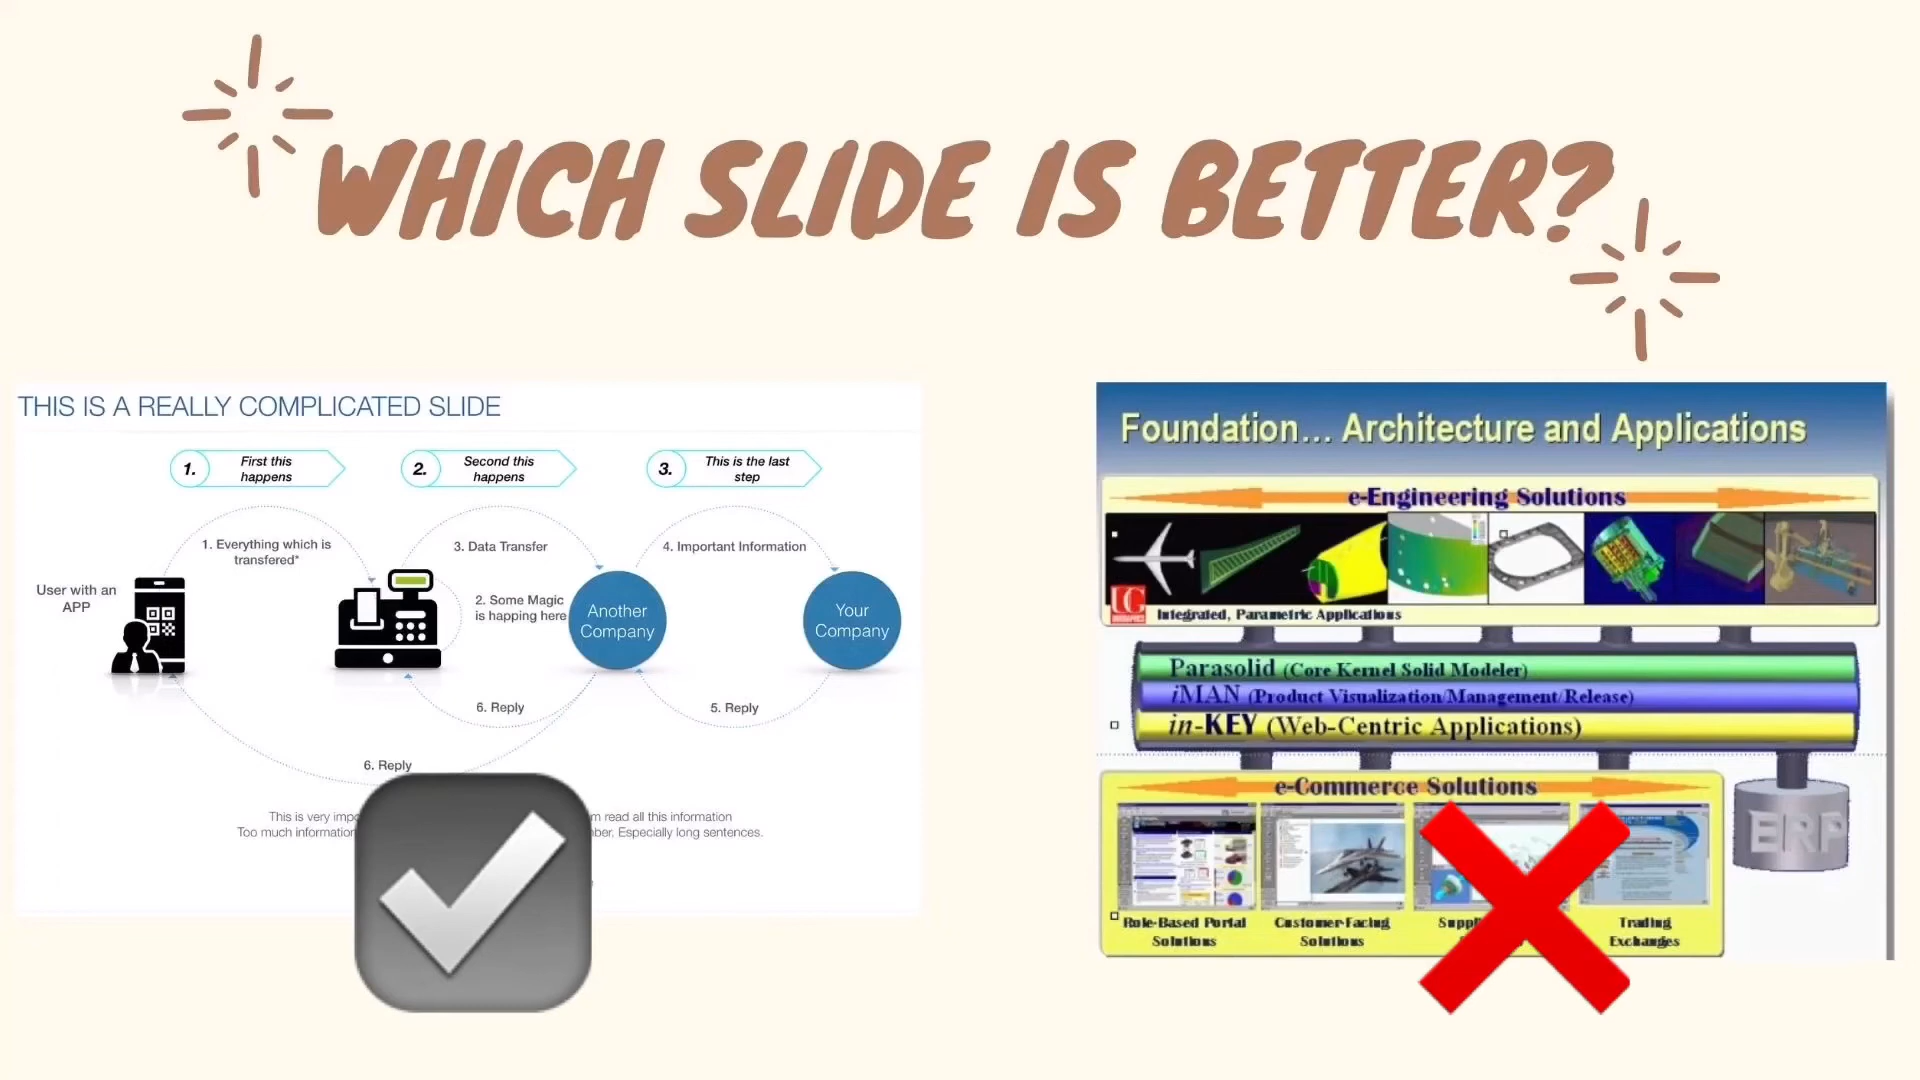 WHICH SLIDE IS BETTER?
THIS IS A REALLY COMPLICATED SLIDE
1.
First this
happens
2.
Second this
happens
3.
This is the last
step
1. Everything which is
transfered*
3. Data Transfer
4. Important Information
User with an
APP
2. Some Magic
is happing here
Another
Company
Your
Company
6. Reply
5. Reply
6. Reply
This is very read all this information
Too much information Especially long sentences.
Foundation... Architecture and Applications
e-Engineering Solutions
UG
Integrated, Parametric Applications
Parasolid (Core Kernel Solid Modeler)
iMAN (Product Visualization/Management/Release)
in-KEY (Web-Centric Applications)
e-Commerce Solutions
ERP
Role-Based Portal
Solutions
Customer-Facing
Solutions
Trading
Exchanges